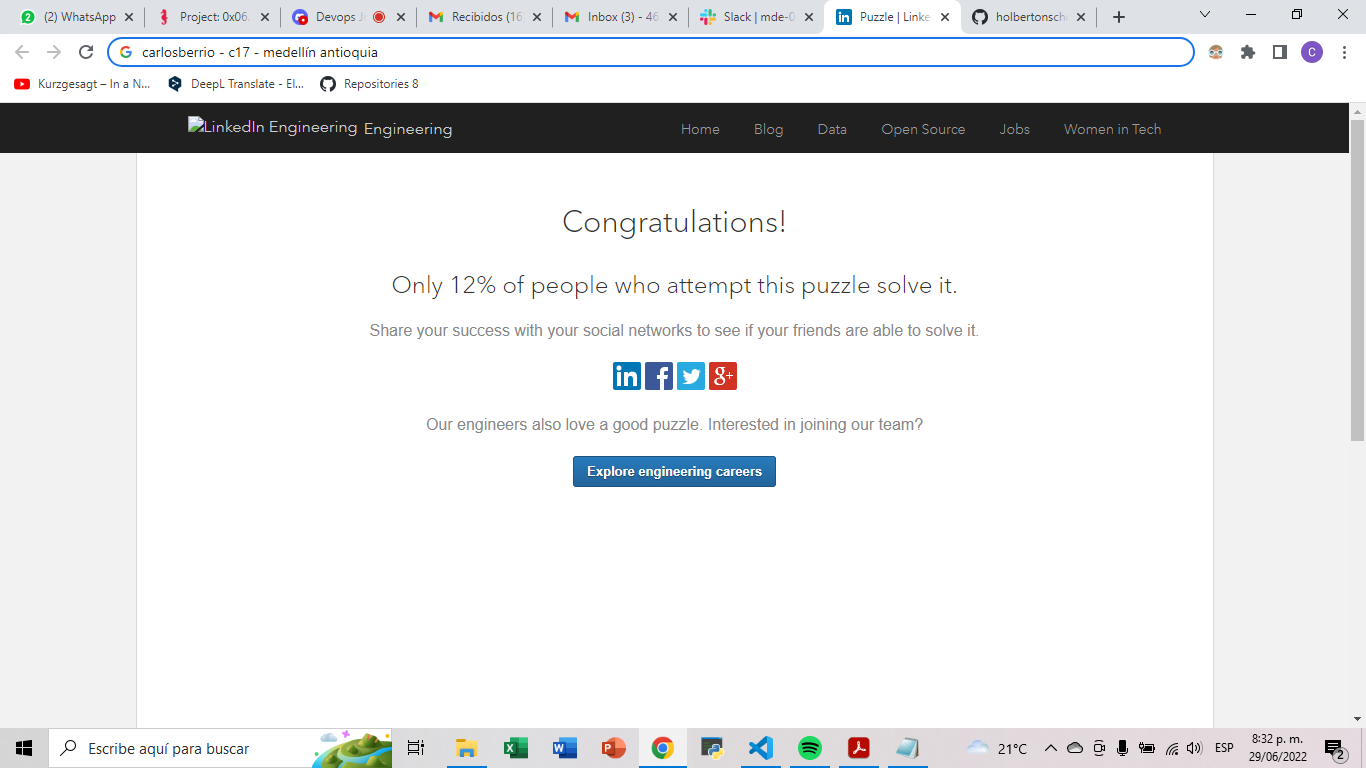 (2) WhatsApp
Project: 0x06.
Devops J
Recibidos (16
Inbox (3) - 46
Slack | mde-0
Puzzle | Linke
holbertonsch
carlosberrio - c17 - medellín antioquia
C
Kurzgesagt – In a N...
DeepL Translate - El...
Repositories 8
LinkedIn Engineering Engineering
Home
Blog
Data
Open Source
Jobs
Women in Tech
Congratulations!
Only 12% of people who attempt this puzzle solve it.
Share your success with your social networks to see if your friends are able to solve it.
Our engineers also love a good puzzle. Interested in joining our team?
Explore engineering careers
Escribe aquí para buscar
21°C
ESP
8:32 p. m.
29/06/2022
2